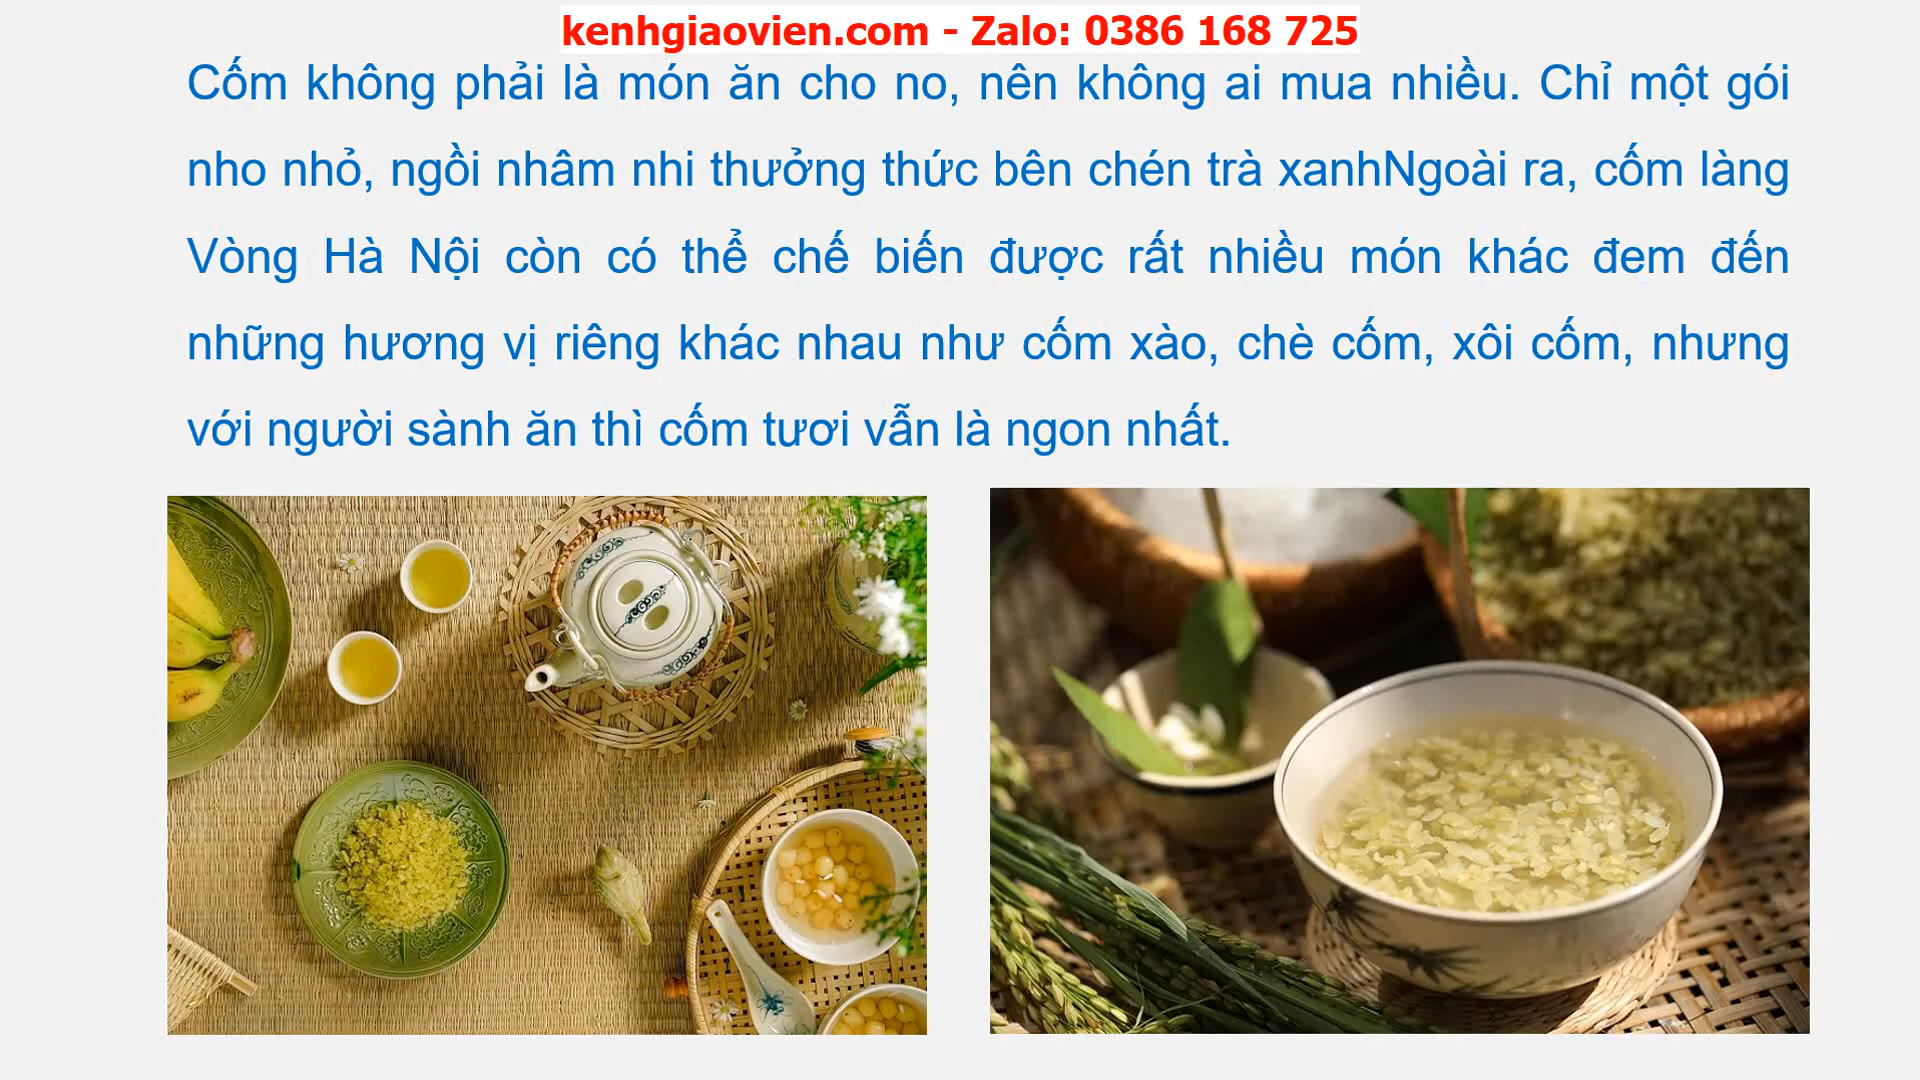 kenhgiaovien.com - Zalo: 0386 168 725
Cốm không phải là món ăn cho no, nên không ai mua nhiều. Chỉ một gói
nho nhỏ, ngồi nhâm nhi thưởng thức bên chén trà xanhNgoài ra, cốm làng
Vòng Hà Nội còn có thể chế biến được rất nhiều món khác đem đến
những hương vị riêng khác nhau như cốm xào, chè cốm, xôi cốm, nhưng
với người sành ăn thì cốm tươi vẫn là ngon nhất.